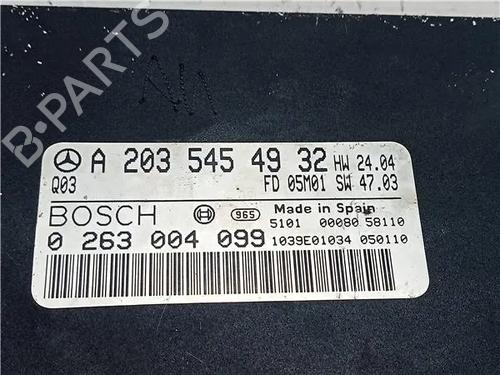 B-PARTS
A 203 545 49 32 HW 24.04
Q03 FD 05M01 SW 47.03
BOSCH 965 Made in Spain
5101 00080 58110
0 263 004 099 1039E01034 050110